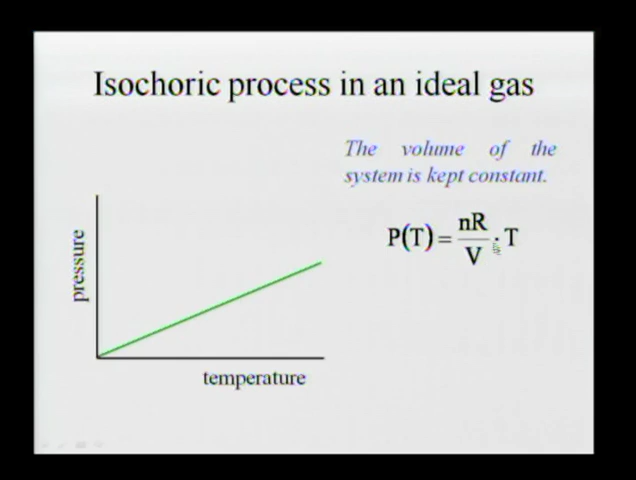 Isochoric process in an ideal gas
The volume of the
system is kept constant.
P(T) = nR/V · T
pressure
temperature